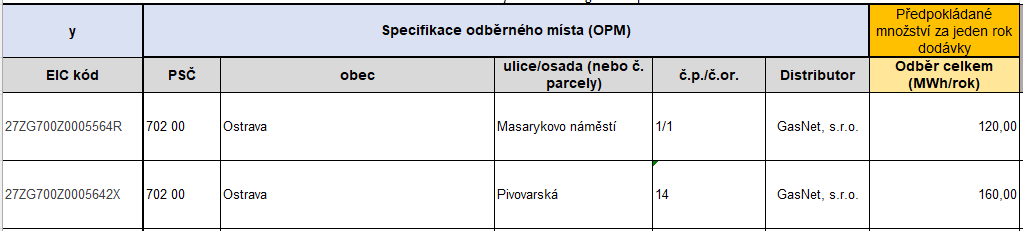 y
Specifikace odběrného místa (OPM)
Předpokládané
množství za jeden rok
dodávky
EIC kód
PSČ
obec
ulice/osada (nebo č.
parcely)
č.p./č.or.
Distributor
Odběr celkem
(MWh/rok)
27ZG700Z0005564R
702 00
Ostrava
Masarykovo náměstí
1/1
GasNet, s.r.o.
120,00
27ZG700Z0005642X
702 00
Ostrava
Pivovarská
14
GasNet, s.r.o.
160,00